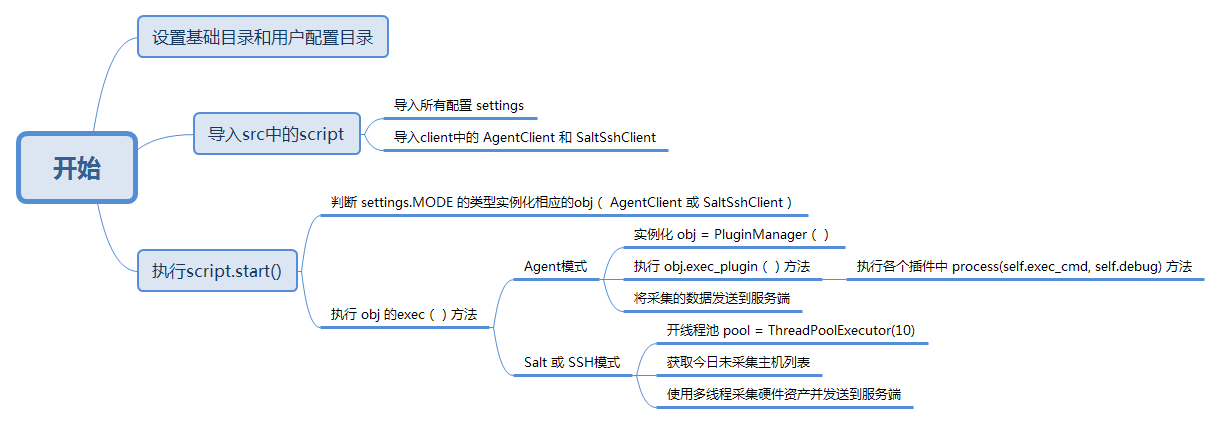 开始
设置基础目录和用户配置目录
导入src中的script
导入所有配置 settings
导入client中的 AgentClient 和 SaltSshClient
执行script.start()
判断 settings.MODE 的类型实例化相应的obj（ AgentClient 或 SaltSshClient ）
执行 obj 的exec（ ）方法
Agent模式
实例化 obj = PluginManager（ ）
执行 obj.exec_plugin（ ）方法
执行各个插件中 process(self.exec_cmd, self.debug) 方法
将采集的数据发送到服务端
Salt 或 SSH模式
开线程池 pool = ThreadPoolExecutor(10)
获取今日未采集主机列表
使用多线程采集硬件资产并发送到服务端